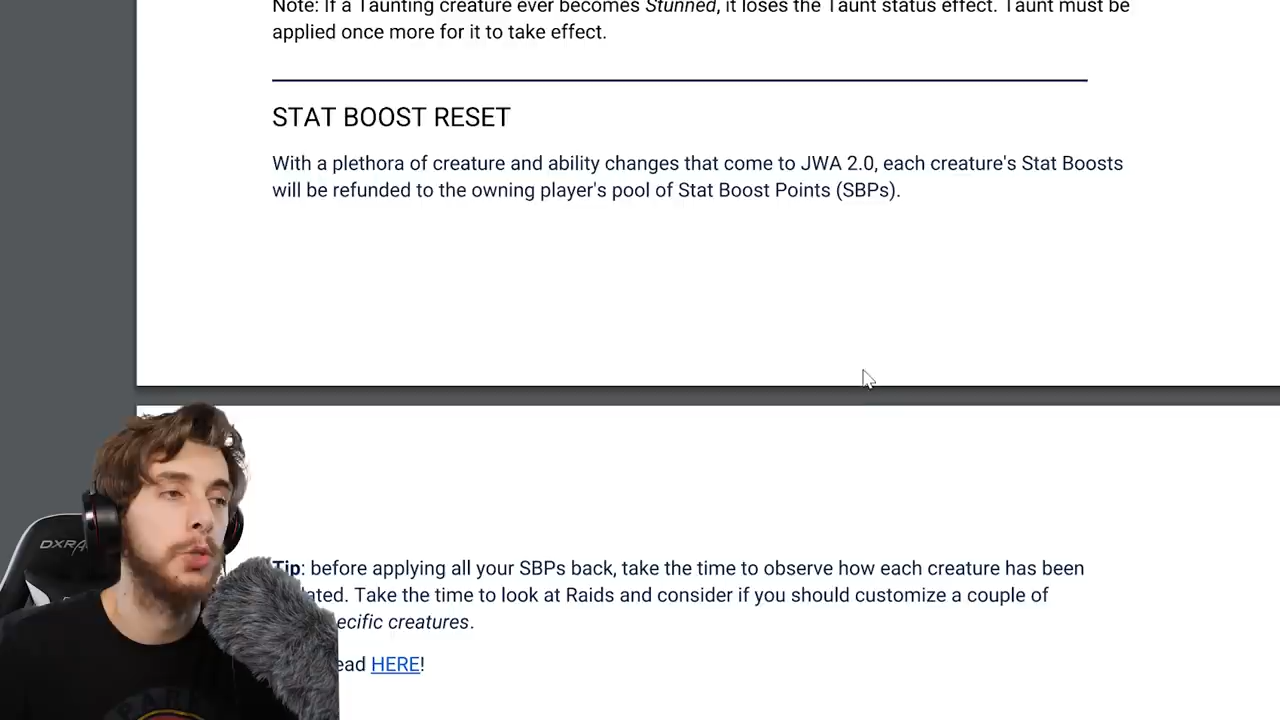 Note: If a Taunting creature ever becomes Stunned, it loses the Taunt status effect. Taunt must be
applied once more for it to take effect.
STAT BOOST RESET
With a plethora of creature and ability changes that come to JWA 2.0, each creature's Stat Boosts
will be refunded to the owning player's pool of Stat Boost Points (SBPs).
Tip: before applying all your SBPs back, take the time to observe how each creature has been
Take the time to look at Raids and consider if you should customize a couple of
creatures.
HERE!